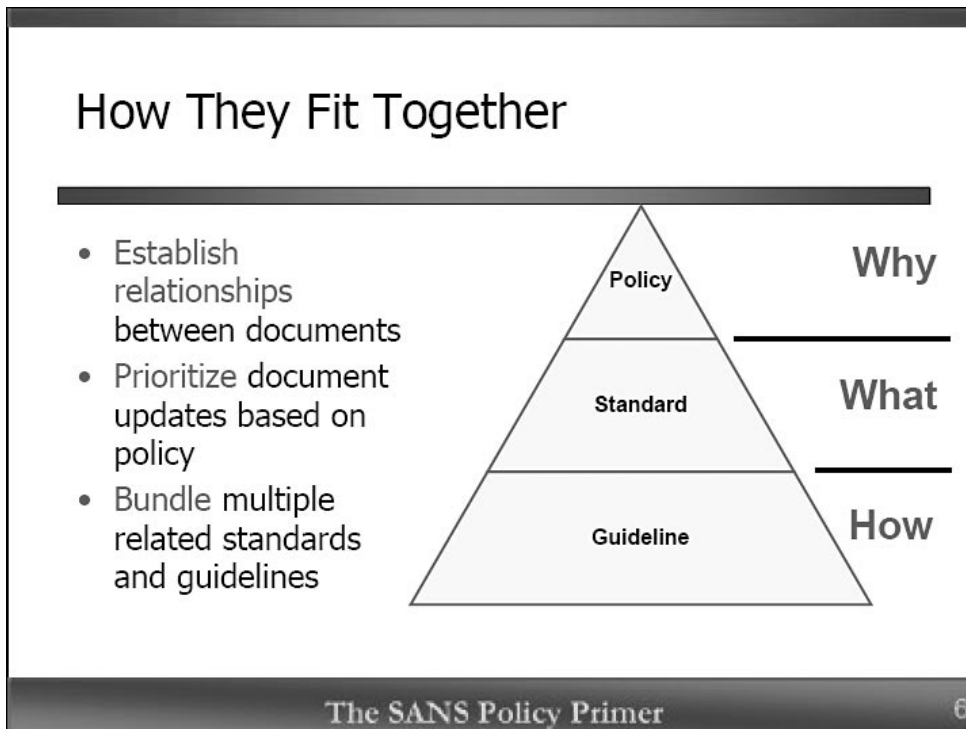 How They Fit Together
• Establish
relationships
between documents
• Prioritize document
updates based on
policy
• Bundle multiple
related standards
and guidelines
Policy
Why
Standard
What
Guideline
How
The SANS Policy Primer
6